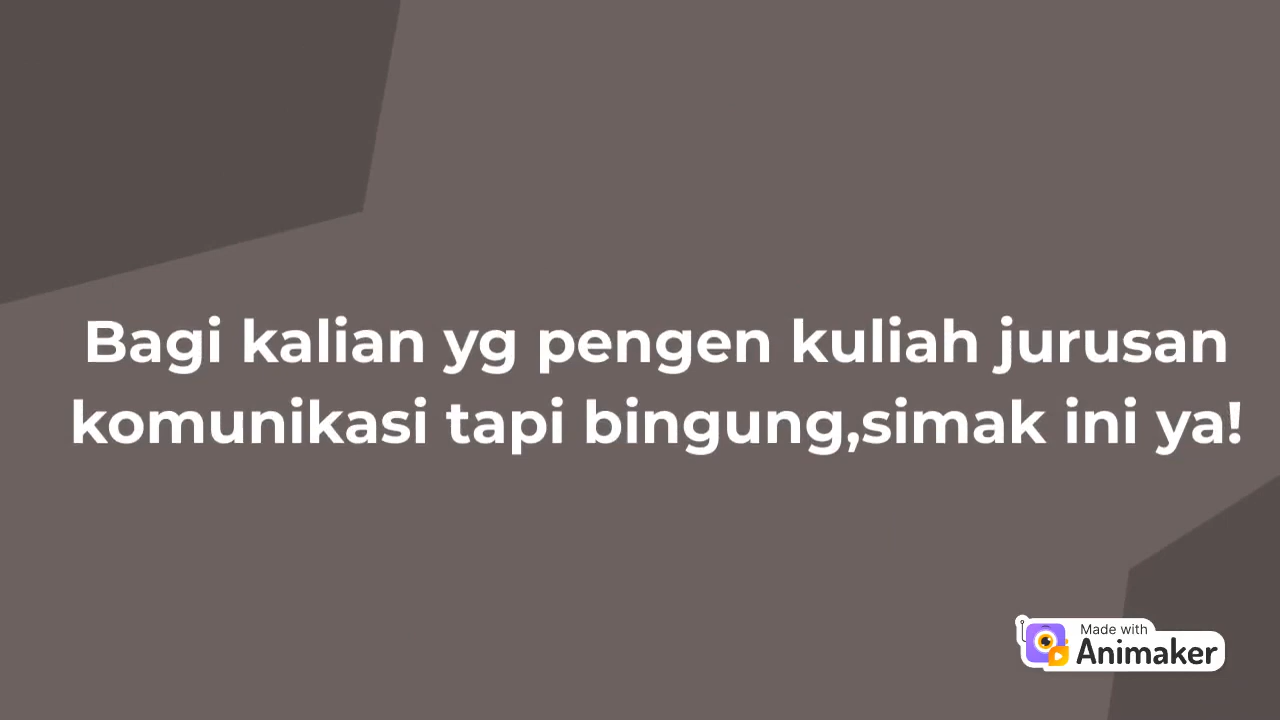 Bagi kalian yg pengen kuliah jurusan
komunikasi tapi bingung,simak ini ya!
Made with
Animaker